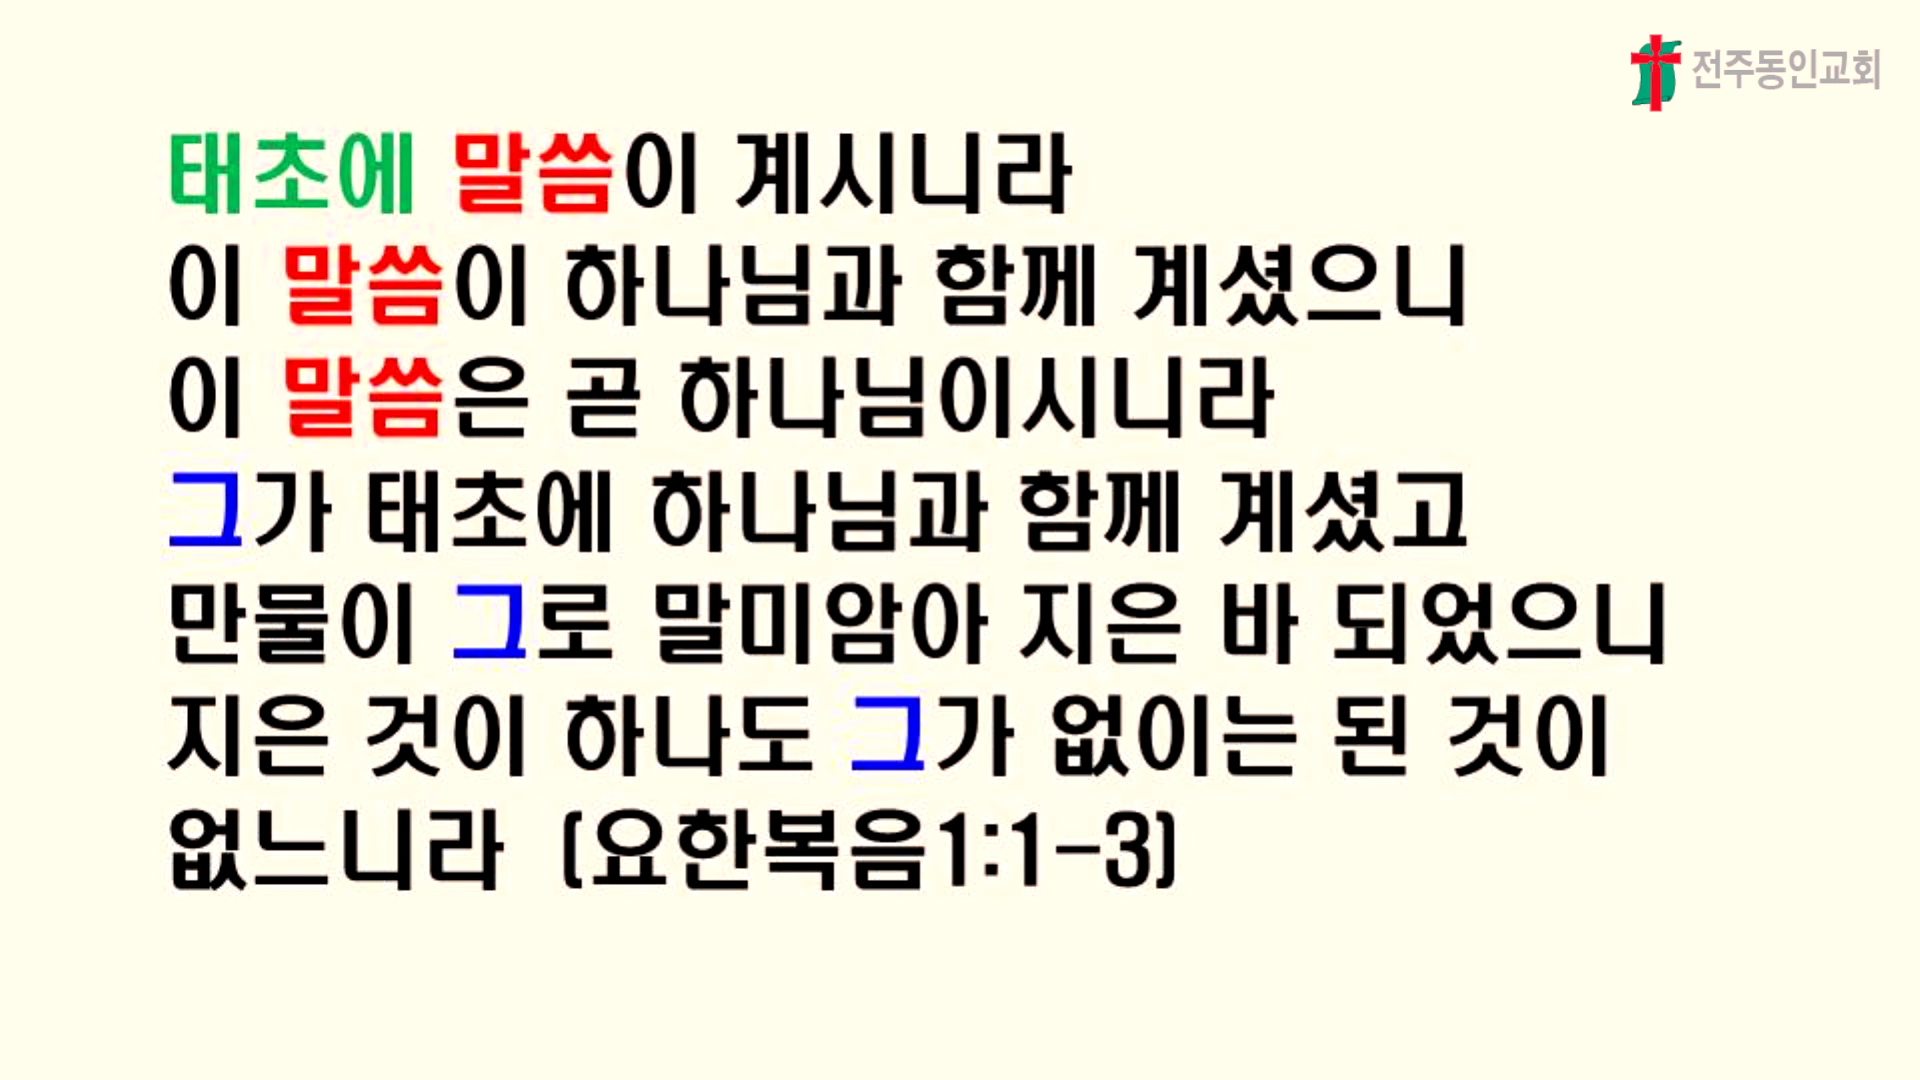 전주동인교회
태초에 말씀이 계시니라
이 말씀이 하나님과 함께 계셨으니
이 말씀은 곧 하나님이시니라
그가 태초에 하나님과 함께 계셨고
만물이 그로 말미암아 지은 바 되었으니
지은 것이 하나도 그가 없이는 된 것이
없느니라 (요한복음1:1-3)